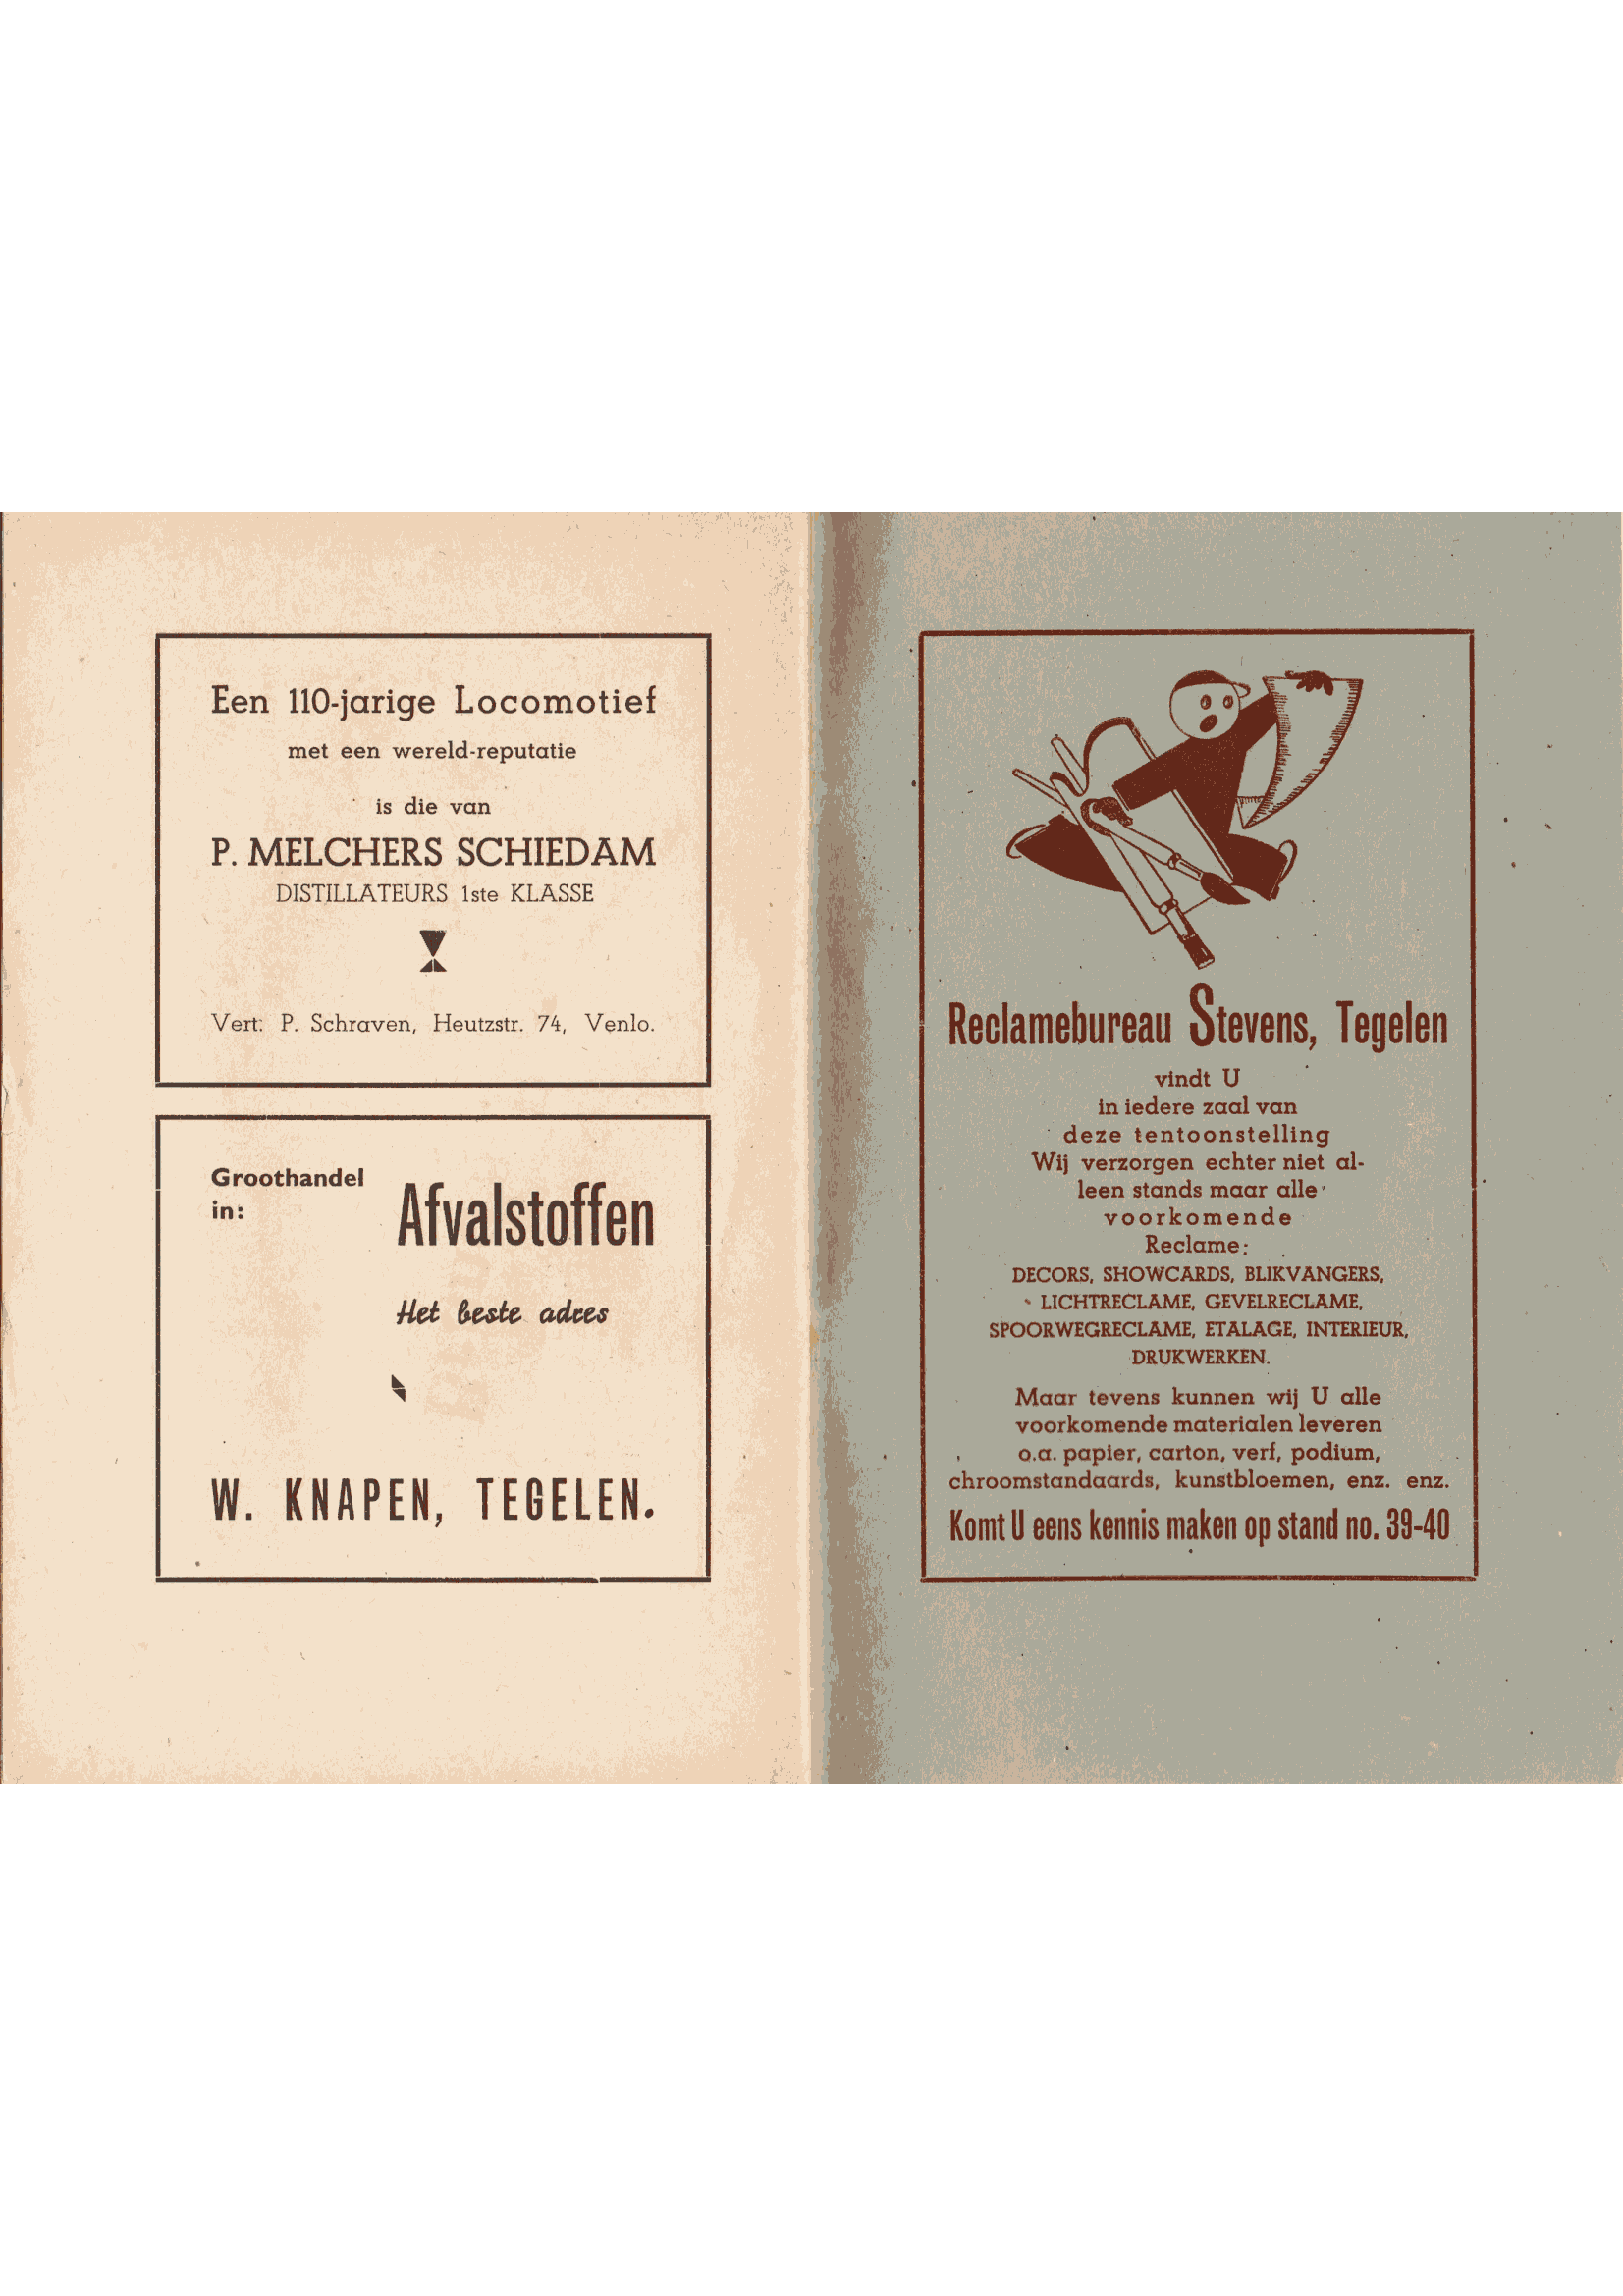 Een 110-jarige Locomotief
met een wereld-reputatie
is die van
P. MELCHERS SCHIEDAM
DISTILLATEURS 1ste KLASSE
Vert: P. Schraven, Heutzstr. 74, Venlo.
Groothandel
in:
Afvalstoffen
Het beste adres
W. KNAPEN, TEGELEN.
Reclamebureau Stevens, Tegelen
vindt U
in iedere zaal van
deze tentoonstelling
Wij verzorgen echter niet al-
leen stands maar alle
voorkomende
Reclame:
DECORS, SHOWCARDS, BLIKVANGERS,
LICHTRECLAME, GEVELRECLAME,
SPOORWEGRECLAME, ETALAGE, INTERIEUR,
DRUKWERKEN.
Maar tevens kunnen wij U alle
voorkomende materialen leveren
o.a. papier, carton, verf, podium,
chroomstandaards, kunstbloemen, enz. enz.
Komt U eens kennis maken op stand no. 39-40